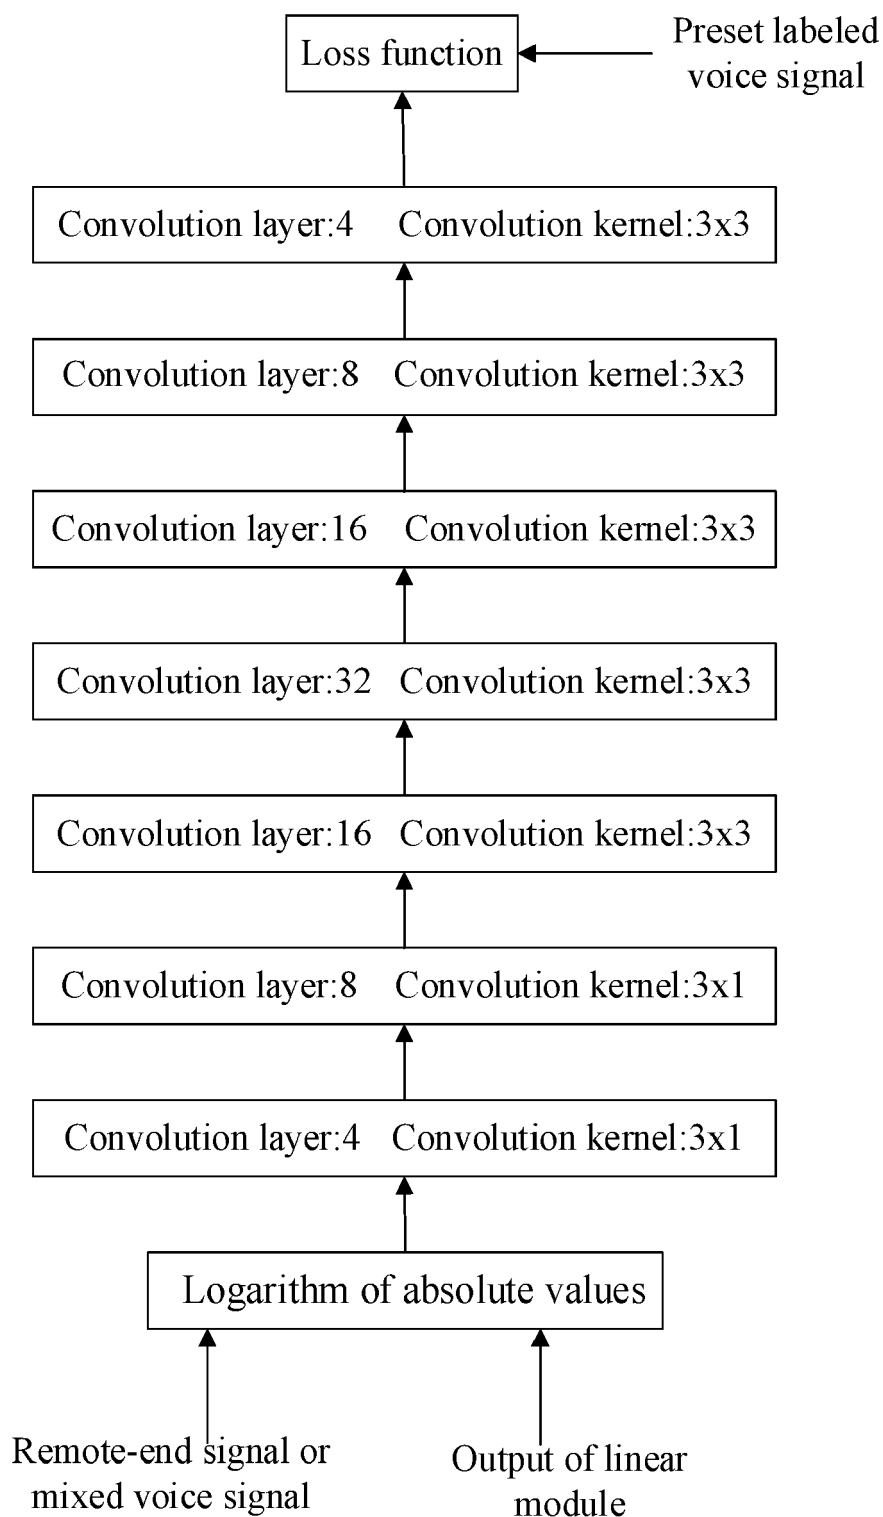 Loss function
Preset labeled
voice signal
Convolution layer:4 Convolution kernel:3x3
Convolution layer:8 Convolution kernel:3x3
Convolution layer:16 Convolution kernel:3x3
Convolution layer:32 Convolution kernel:3x3
Convolution layer:16 Convolution kernel:3x3
Convolution layer:8 Convolution kernel:3x1
Convolution layer:4 Convolution kernel:3x1
Logarithm of absolute values
Remote-end signal or
mixed voice signal
Output of linear
module